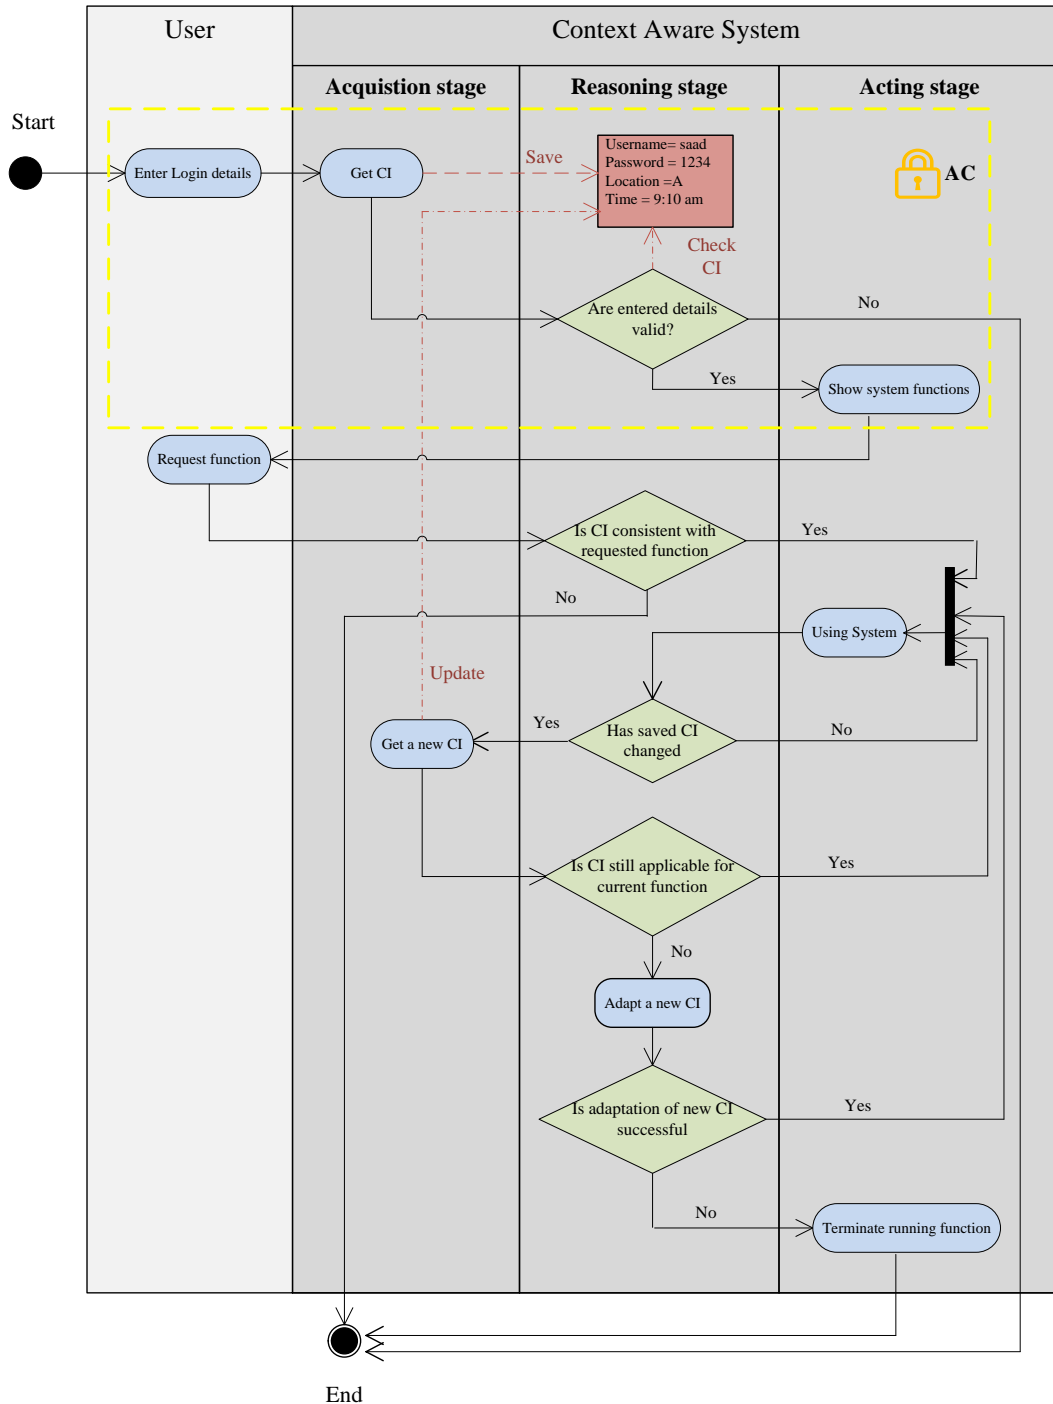 User
Context Aware System
Acquistion stage
Reasoning stage
Acting stage
Start
Enter Login details
Get CI
Save
Username= saad
Password = 1234
Location =A
Time = 9:10 am
AC
Check
CI
Are entered details
valid?
No
Yes
Show system functions
Request function
Is CI consistent with
requested function
Yes
No
Using System
Update
Get a new CI
Yes
Has saved CI
changed
No
Is CI still applicable for
current function
Yes
No
Adapt a new CI
Is adaptation of new CI
successful
Yes
No
Terminate running function
End